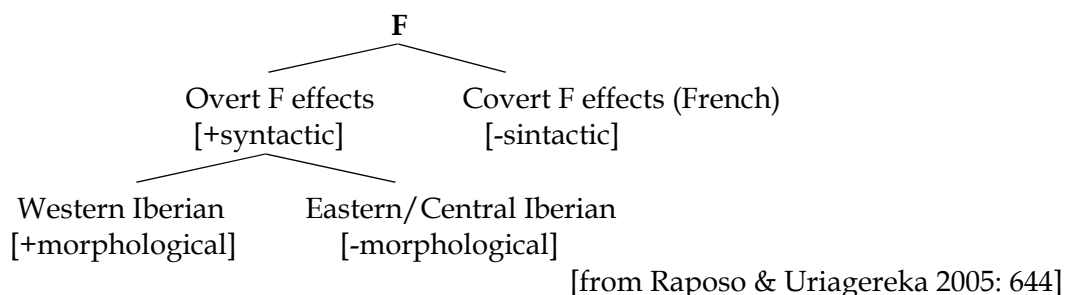 F
Overt F effects Covert F effects (French)
[+syntactic] [-sintactic]
Western Iberian Eastern/Central Iberian
[+morphological] [-morphological]
[from Raposo & Uriagereka 2005: 644]